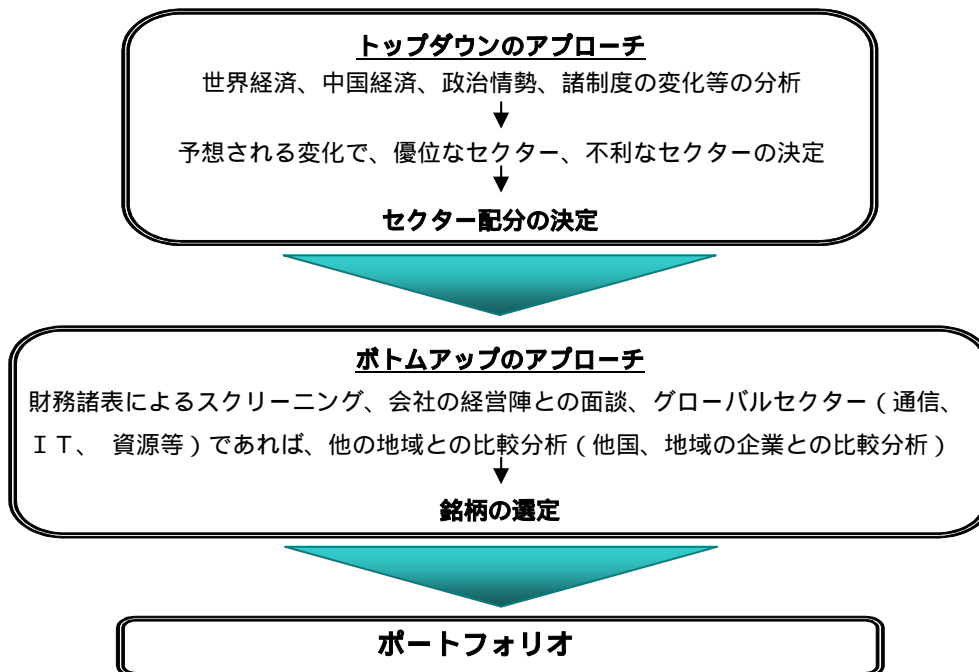 トップダウンのアプローチ
世界経済、中国経済、政治情勢、諸制度の変化等の分析
予想される変化で、優位なセクター、不利なセクターの決定
セクター配分の決定
ボトムアップのアプローチ
財務諸表によるスクリーニング、会社の経営陣との面談、グローバルセクター（通信、
ＩＴ、 資源等）であれば、他の地域との比較分析（他国、地域の企業との比較分析）
銘柄の選定
ポートフォリオ